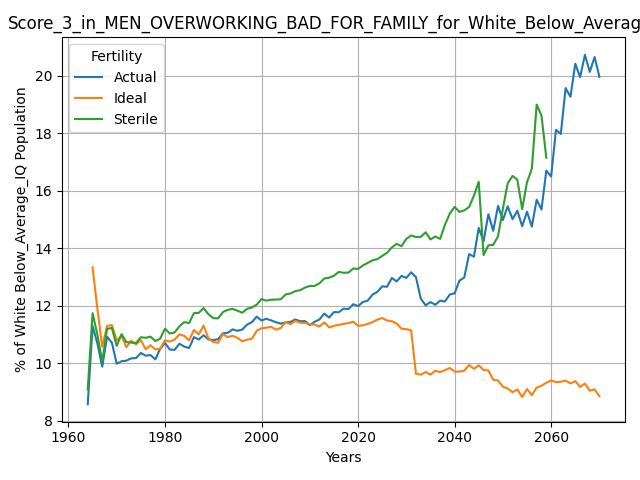 Score_3_in_MEN_OVERWORKING_BAD_FOR_FAMILY_for_White_Below_Averag
Fertility
Actual
Ideal
Sterile
% of White Below_Average_IQ Population
20
18
16
14
12
10
8
1960 1980 2000 2020 2040 2060
Years